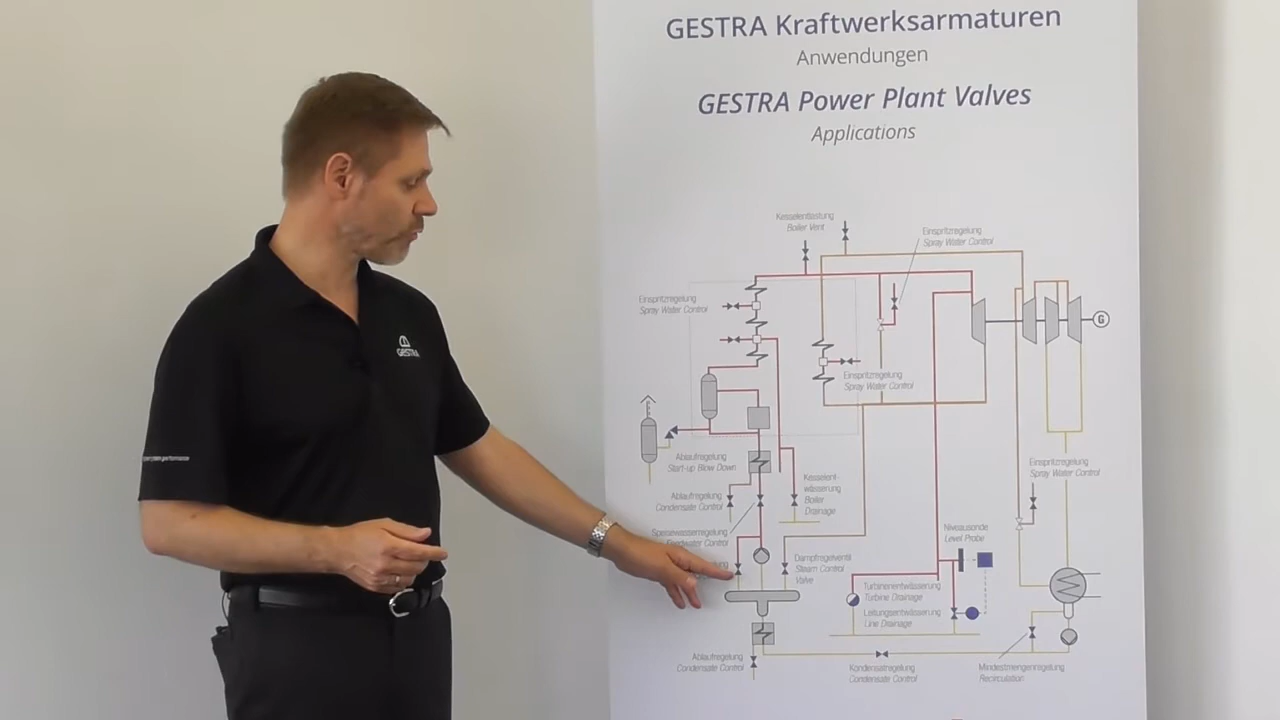 GESTRA Kraftwerksarmaturen
Anwendungen
GESTRA Power Plant Valves
Applications
Kesselentlastung
Boiler Vent
Einspritzregelung
Spray Water Control
Einspritzregelung
Spray Water Control
G
Einspritzregelung
Spray Water Control
Ablaufregelung
Start-up Blow Down
Einspritzregelung
Spray Water Control
Kesselent-
wässerung
Boiler
Drainage
Ablaufregelung
Condensate Control
Speisewasserregelung
Feedwater Control
Niveausonde
Level Probe
Dampfregelventil
Steam Control
Valve
Turbinenentwässerung
Turbine Drainage
Leitungsentwässerung
Line Drainage
Ablaufregelung
Condensate Control
Kondensatregelung
Condensate Control
Mindestmengenregelung
Recirculation
GESTRA